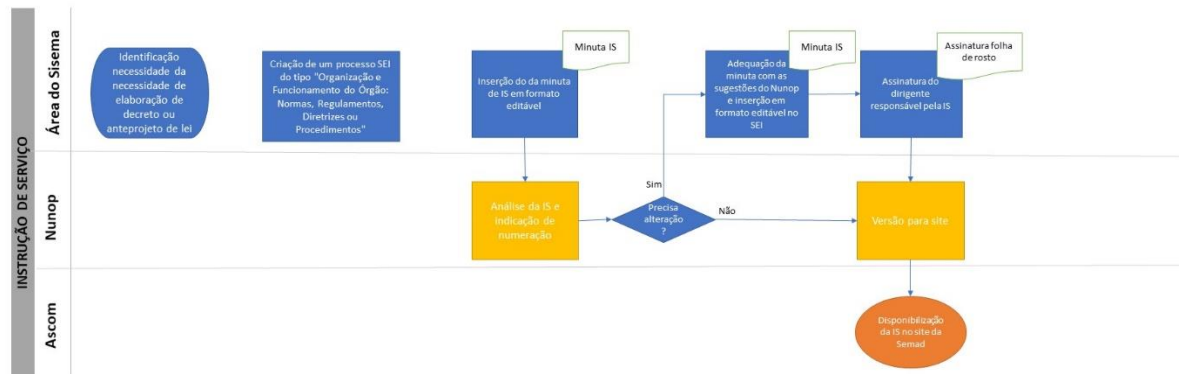 INSTRUÇÃO DE SERVIÇO
Área do Sisema
Identificação
necessidade da
necessidade de
elaboração de
decreto ou
anteprojeto de lei
Criação de um processo SEI
do tipo "Organização e
Funcionamento do Órgão:
Normas, Regulamentos,
Diretrizes ou
Procedimentos"
Minuta IS
Inserção do da minuta
de IS em formato
editável
Minuta IS
Adequação da
minuta com as
sugestões do Nunop
e inserção em
formato editável no
SEI
Assinatura folha
de rosto
Assinatura do
dirigente
responsável pela IS
Nunop
Análise da IS e
indicação de
numeração
Sim
Precisa
alteração
?
Não
Versão para site
Ascom
Disponibilização
da IS no site da
Semad